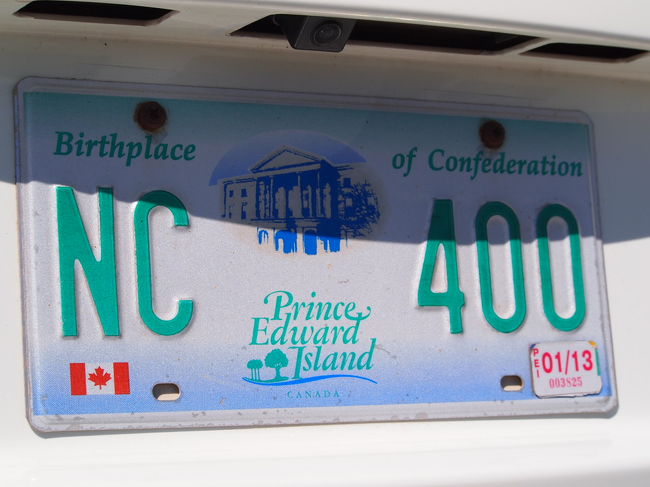 Birthplace of Confederation
NC 400
Prince
Edward
Island
CANADA
PEI 01/13
003825